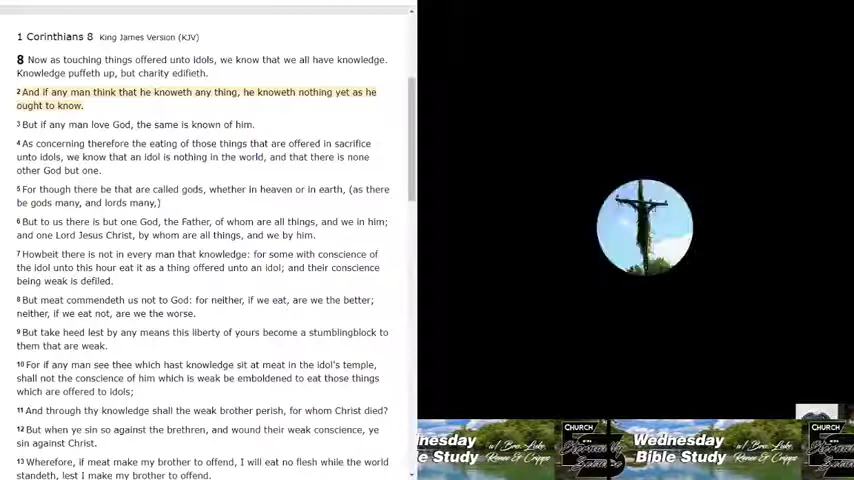 1 Corinthians 8 King James Version (KJV)
8 Now as touching things offered unto idols, we know that we all have knowledge.
Knowledge puffeth up, but charity edifieth.
2 And if any man think that he knoweth any thing, he knoweth nothing yet as he
ought to know.
3 But if any man love God, the same is known of him.
4 As concerning therefore the eating of those things that are offered in sacrifice
unto idols, we know that an idol is nothing in the world, and that there is none
other God but one.
5 For though there be that are called gods, whether in heaven or in earth, (as there
be gods many, and lords many,)
6 But to us there is but one God, the Father, of whom are all things, and we in him;
and one Lord Jesus Christ, by whom are all things, and we by him.
7 Howbeit there is not in every man that knowledge: for some with conscience of
the idol unto this hour eat it as a thing offered unto an idol; and their conscience
being weak is defiled.
8 But meat commendeth us not to God: for neither, if we eat, are we the better;
neither, if we eat not, are we the worse.
9 But take heed lest by any means this liberty of yours become a stumblingblock to
them that are weak.
10 For if any man see thee which hast knowledge sit at meat in the idol's temple,
shall not the conscience of him which is weak be emboldened to eat those things
which are offered to idols;
11 And through thy knowledge shall the weak brother perish, for whom Christ died?
12 But when ye sin so against the brethren, and wound their weak conscience, ye
sin against Christ.
13 Wherefore, if meat make my brother to offend, I will eat no flesh while the world
standeth, lest I make my brother to offend.
nesday
le Study
w/ Bro. Luke,
Renee & Cripps
CHURCH
Wednesday
Bible Study
w/ Bro. Luke,
Renee & Cripps
CHURCH